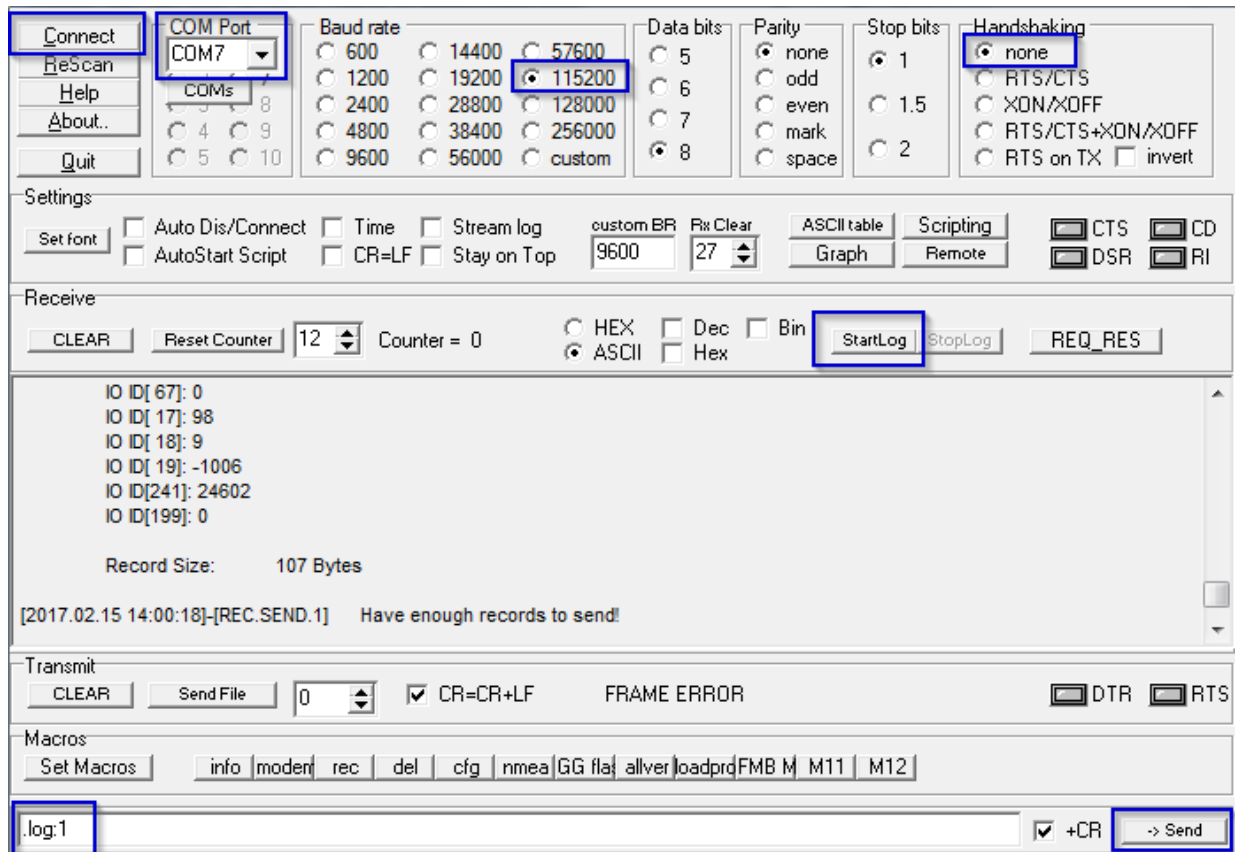 Connect
ReScan
Help
About..
Quit
COM Port
COM7
COMs
3 8
4 9
5 10
Baud rate
600 14400 57600
1200 19200 115200
2400 28800 128000
4800 38400 256000
9600 56000 custom
Data bits
5
6
7
8
Parity
none
odd
even
mark
space
Stop bits
1
1.5
2
Handshaking
none
RTS/CTS
XON/XOFF
RTS/CTS+XON/XOFF
RTS on TX invert
Settings
Set font
Auto Dis/Connect Time Stream log
AutoStart Script CR=LF Stay on Top
custom BR Rx Clear
9600 27
ASCII table Scripting
Graph Remote
CTS CD
DSR RI
Receive
CLEAR Reset Counter 12 Counter = 0
HEX Dec Bin
ASCII Hex
StartLog StopLog REQ_RES
IO ID[ 67]: 0
IO ID[ 17]: 98
IO ID[ 18]: 9
IO ID[ 19]: -1006
IO ID[241]: 24602
IO ID[199]: 0
Record Size: 107 Bytes
[2017.02.15 14:00:18]-[REC.SEND.1] Have enough records to send!
Transmit
CLEAR Send File 0 CR=CR+LF FRAME ERROR DTR RTS
Macros
Set Macros info modem rec del cfg nmea GG fla allver loadprd FMB M M11 M12
.log:1 +CR -> Send